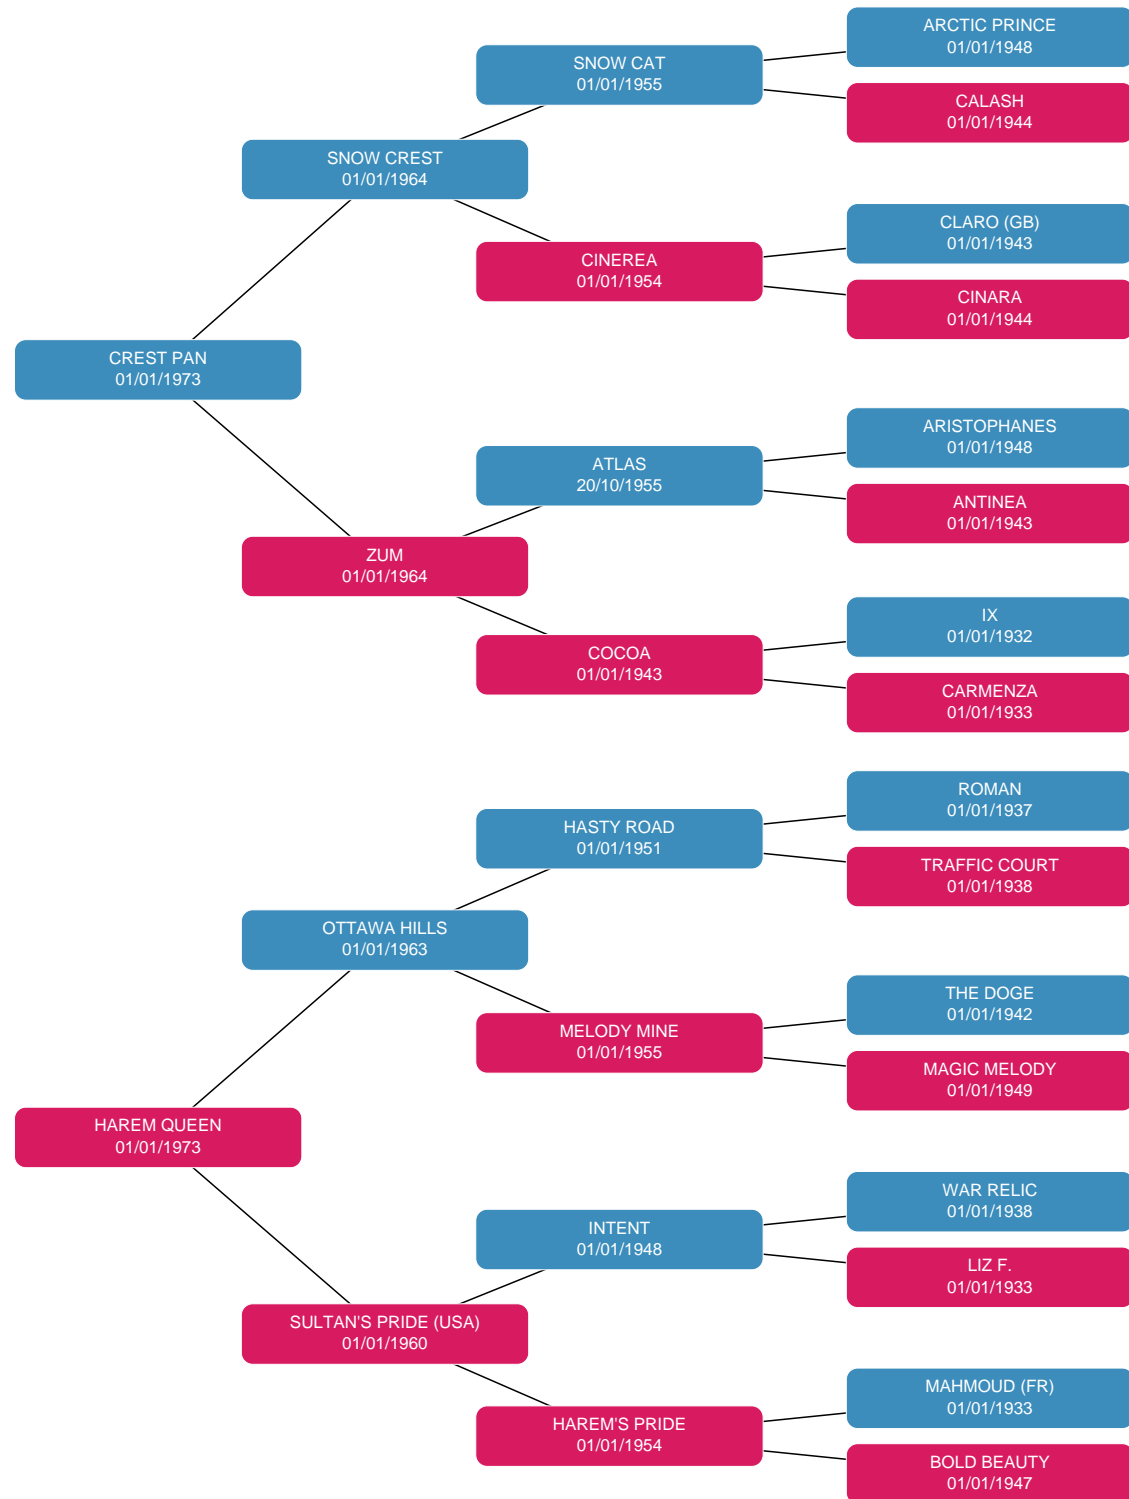 ARCTIC PRINCE
01/01/1948
SNOW CAT
01/01/1955
CALASH
01/01/1944
SNOW CREST
01/01/1964
CLARO (GB)
01/01/1943
CINEREA
01/01/1954
CINARA
01/01/1944
CREST PAN
01/01/1973
ARISTOPHANES
01/01/1948
ATLAS
20/10/1955
ANTINEA
01/01/1943
ZUM
01/01/1964
IX
01/01/1932
COCOA
01/01/1943
CARMENZA
01/01/1933
ROMAN
01/01/1937
HASTY ROAD
01/01/1951
TRAFFIC COURT
01/01/1938
OTTAWA HILLS
01/01/1963
THE DOGE
01/01/1942
MELODY MINE
01/01/1955
MAGIC MELODY
01/01/1949
HAREM QUEEN
01/01/1973
WAR RELIC
01/01/1938
INTENT
01/01/1948
LIZ F.
01/01/1933
SULTAN'S PRIDE (USA)
01/01/1960
MAHMOUD (FR)
01/01/1933
HAREM'S PRIDE
01/01/1954
BOLD BEAUTY
01/01/1947